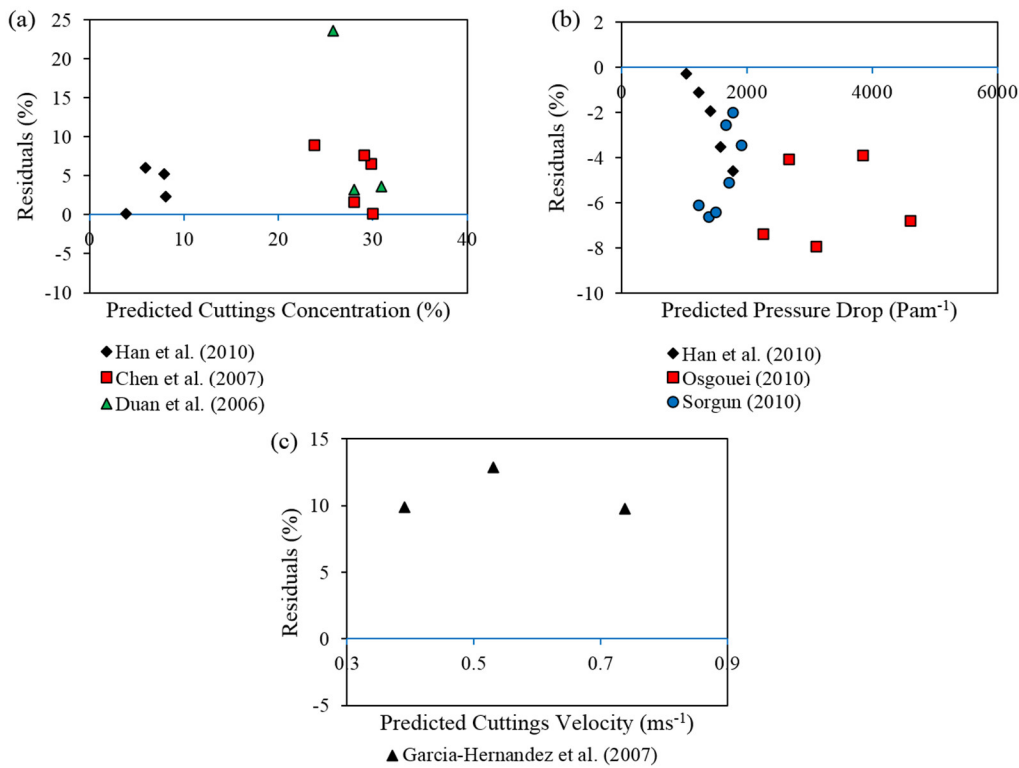 (a)
25
20
15
10
5
0
-5
-10
Residuals (%)
0 10 20 30 40
Predicted Cuttings Concentration (%)
Han et al. (2010)
Chen et al. (2007)
Duan et al. (2006)
(b)
2
0
-2
-4
-6
-8
-10
Residuals (%)
0 2000 4000 6000
Predicted Pressure Drop (Pam⁻¹)
Han et al. (2010)
Osgouei (2010)
Sorgun (2010)
(c)
15
10
5
0
-5
Residuals (%)
0.3 0.5 0.7 0.9
Predicted Cuttings Velocity (ms⁻¹)
Garcia-Hernandez et al. (2007)